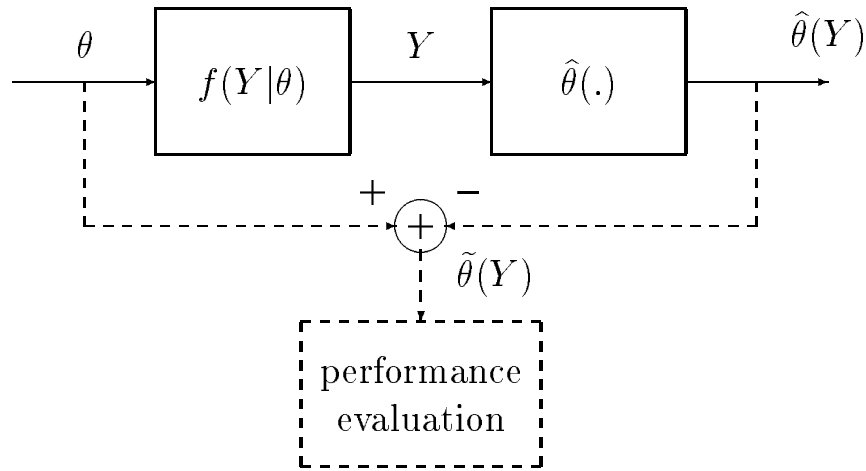 θ
Y
θ̂(Y)
f(Y|θ)
θ̂(.)
+
−
+
θ̃(Y)
performance
evaluation